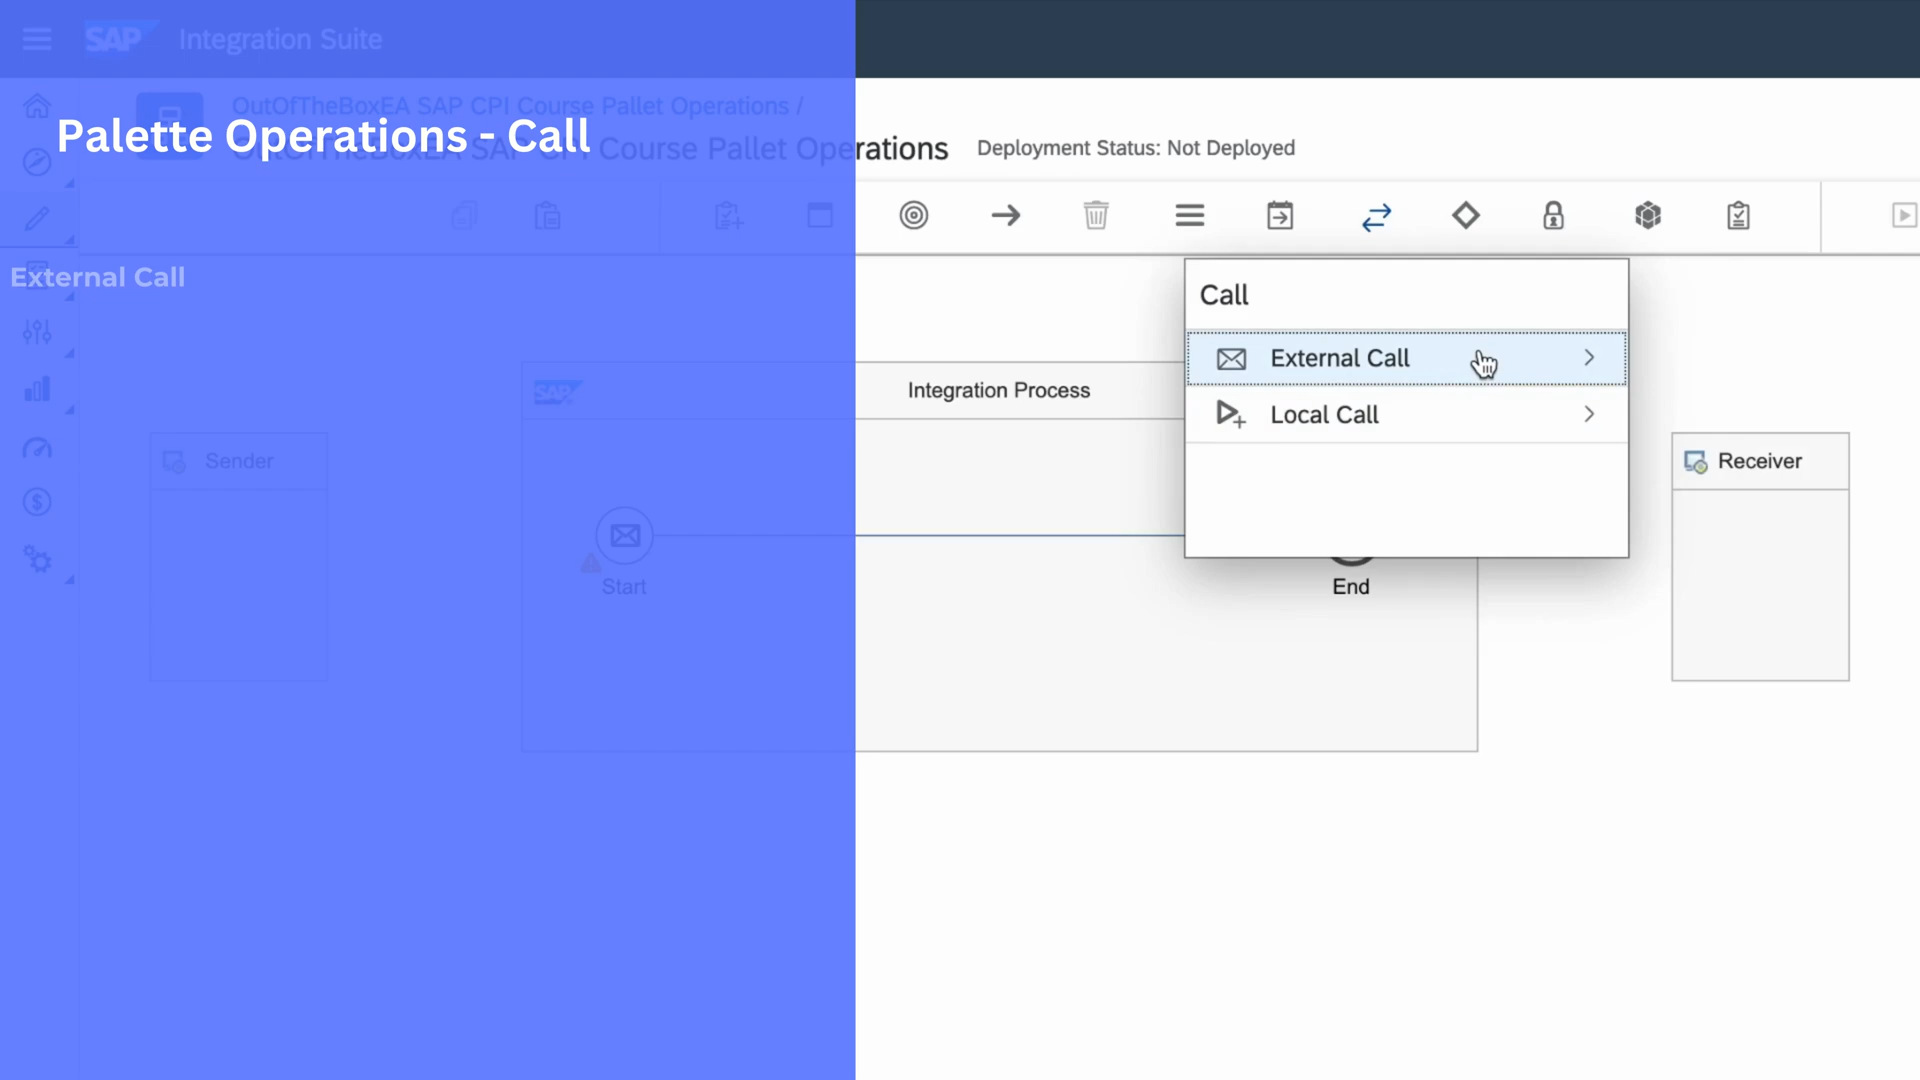 SAP Integration Suite
OutOfTheBoxEA SAP CPI Course Pallet Operations /
Palette Operations - Call
OutOfTheBoxEA SAP CPI Course Pallet Operations Deployment Status: Not Deployed
External Call
Call
External Call
Local Call
SAP Integration Process
Sender
Receiver
Start
End